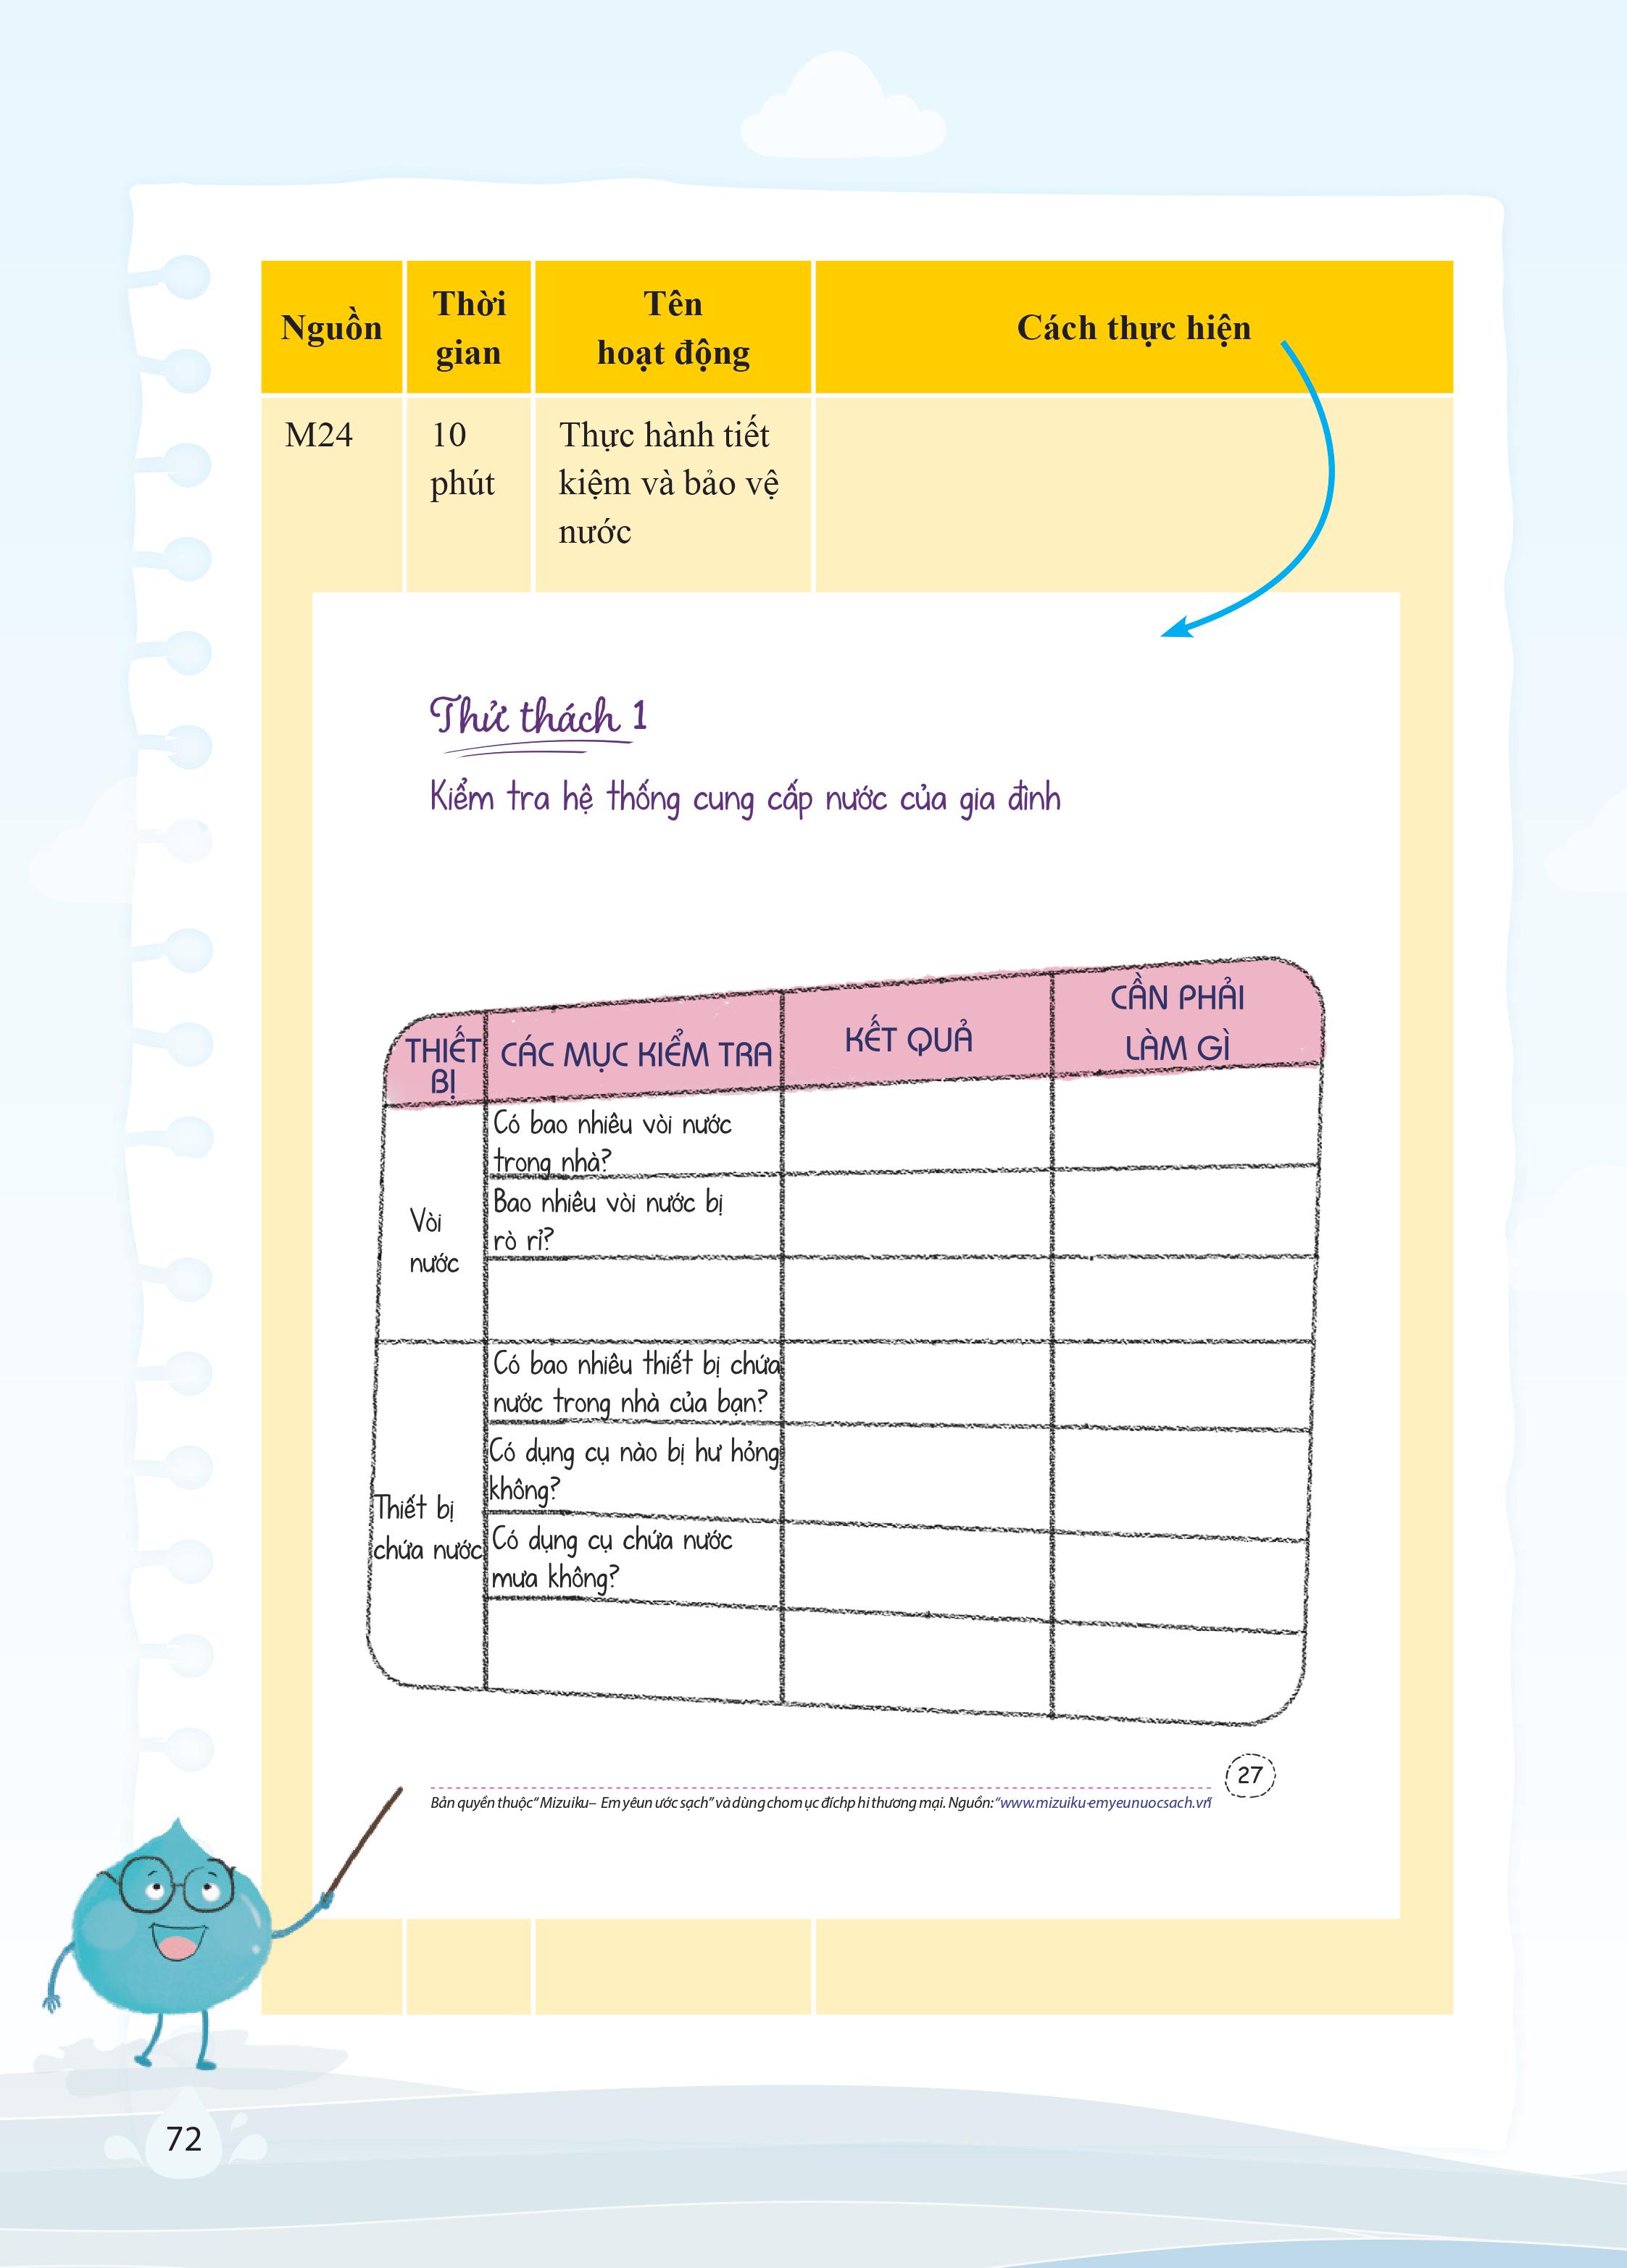 Nguồn
Thời
gian
Tên
hoạt động
Cách thực hiện
M24
10
phút
Thực hành tiết
kiệm và bảo vệ
nước
Thử thách 1
Kiểm tra hệ thống cung cấp nước của gia đình
THIẾT
BỊ
CÁC MỤC KIỂM TRA
KẾT QUẢ
CẦN PHẢI
LÀM GÌ
Vòi
nước
Có bao nhiêu vòi nước
trong nhà?
Bao nhiêu vòi nước bị
rò rỉ?
Thiết bị
chứa nước
Có bao nhiêu thiết bị chứa
nước trong nhà của bạn?
Có dụng cụ nào bị hư hỏng
không?
Có dụng cụ chứa nước
mưa không?
27
Bản quyền thuộc “ Mizuiku – Em yêun ước sạch” và dùng chom ục đíchp hi thương mại. Nguồn: “www.mizuiku-emyeunuocsach.vn”
72